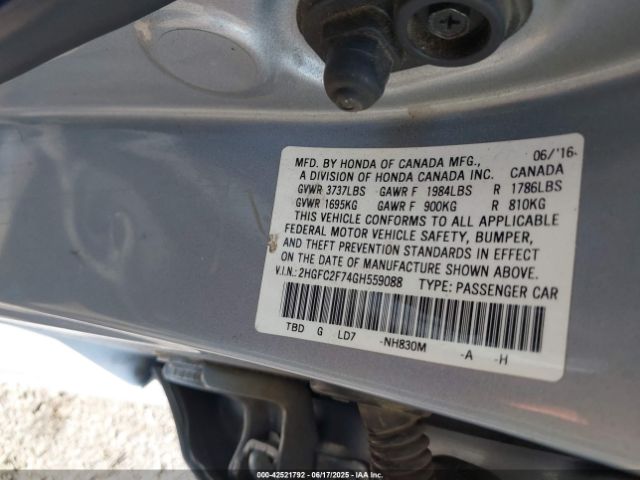 MFD. BY HONDA OF CANADA MFG., 06/'16
A DIVISION OF HONDA CANADA INC. CANADA
GVWR 3737LBS GAWR F 1984LBS R 1786LBS
GVWR 1695KG GAWR F 900KG R 810KG
THIS VEHICLE CONFORMS TO ALL APPLICABLE
FEDERAL MOTOR VEHICLE SAFETY, BUMPER,
AND THEFT PREVENTION STANDARDS IN EFFECT
ON THE DATE OF MANUFACTURE SHOWN ABOVE.
V.I.N.: 2HGFC2F74GH559088 TYPE: PASSENGER CAR
TBD G LD7 -NH830M -A -H
000-42521792 - 06/17/2025 - IAAI.COM